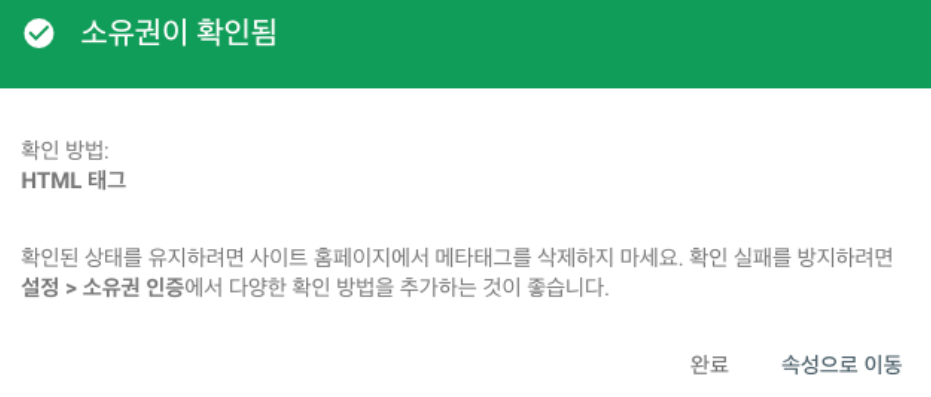 소유권이 확인됨
확인 방법:
HTML 태그
확인된 상태를 유지하려면 사이트 홈페이지에서 메타태그를 삭제하지 마세요. 확인 실패를 방지하려면
설정 > 소유권 인증에서 다양한 확인 방법을 추가하는 것이 좋습니다.
완료 속성으로 이동